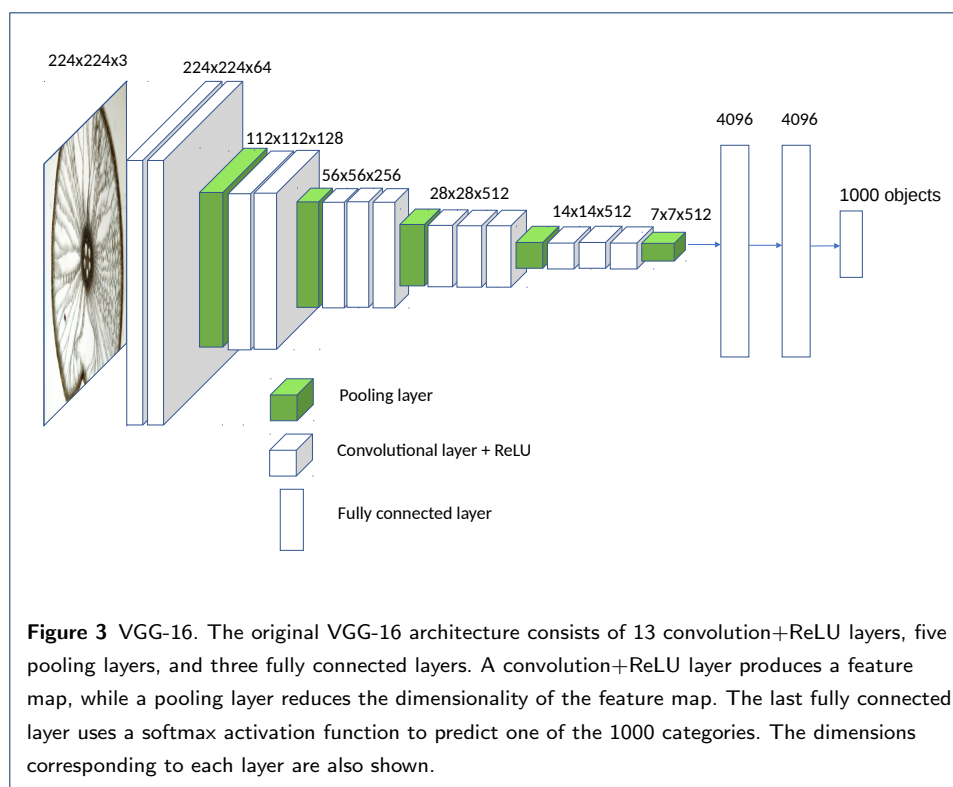 224x224x3
224x224x64
112x112x128
56x56x256
28x28x512
14x14x512
7x7x512
4096
4096
1000 objects
Pooling layer
Convolutional layer + ReLU
Fully connected layer
Figure 3 VGG-16. The original VGG-16 architecture consists of 13 convolution+ReLU layers, five
pooling layers, and three fully connected layers. A convolution+ReLU layer produces a feature
map, while a pooling layer reduces the dimensionality of the feature map. The last fully connected
layer uses a softmax activation function to predict one of the 1000 categories. The dimensions
corresponding to each layer are also shown.